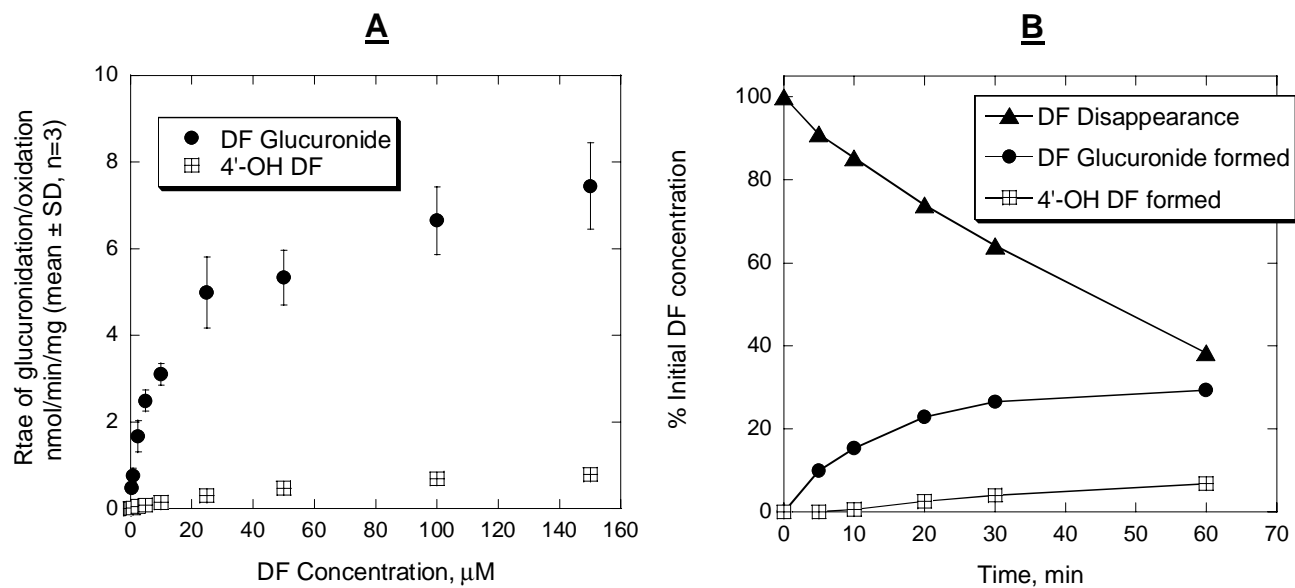 A
Rtae of glucuronidation/oxidation
nmol/min/mg (mean ± SD, n=3)
10
8
6
4
2
0
DF Glucuronide
4'-OH DF
0 20 40 60 80 100 120 140 160
DF Concentration, μM
B
% Initial DF concentration
100
80
60
40
20
0
DF Disappearance
DF Glucuronide formed
4'-OH DF formed
0 10 20 30 40 50 60 70
Time, min